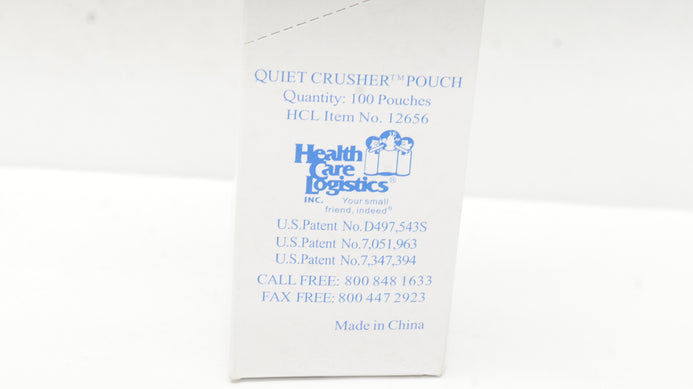 QUIET CRUSHER™ POUCH
Quantity: 100 Pouches
HCL Item No. 12656
Health
Care
Logistics®
INC. Your small
friend, indeed®
U.S.Patent No.D497,543S
U.S.Patent No.7,051,963
U.S.Patent No.7,347,394
CALL FREE: 800 848 1633
FAX FREE: 800 447 2923
Made in China